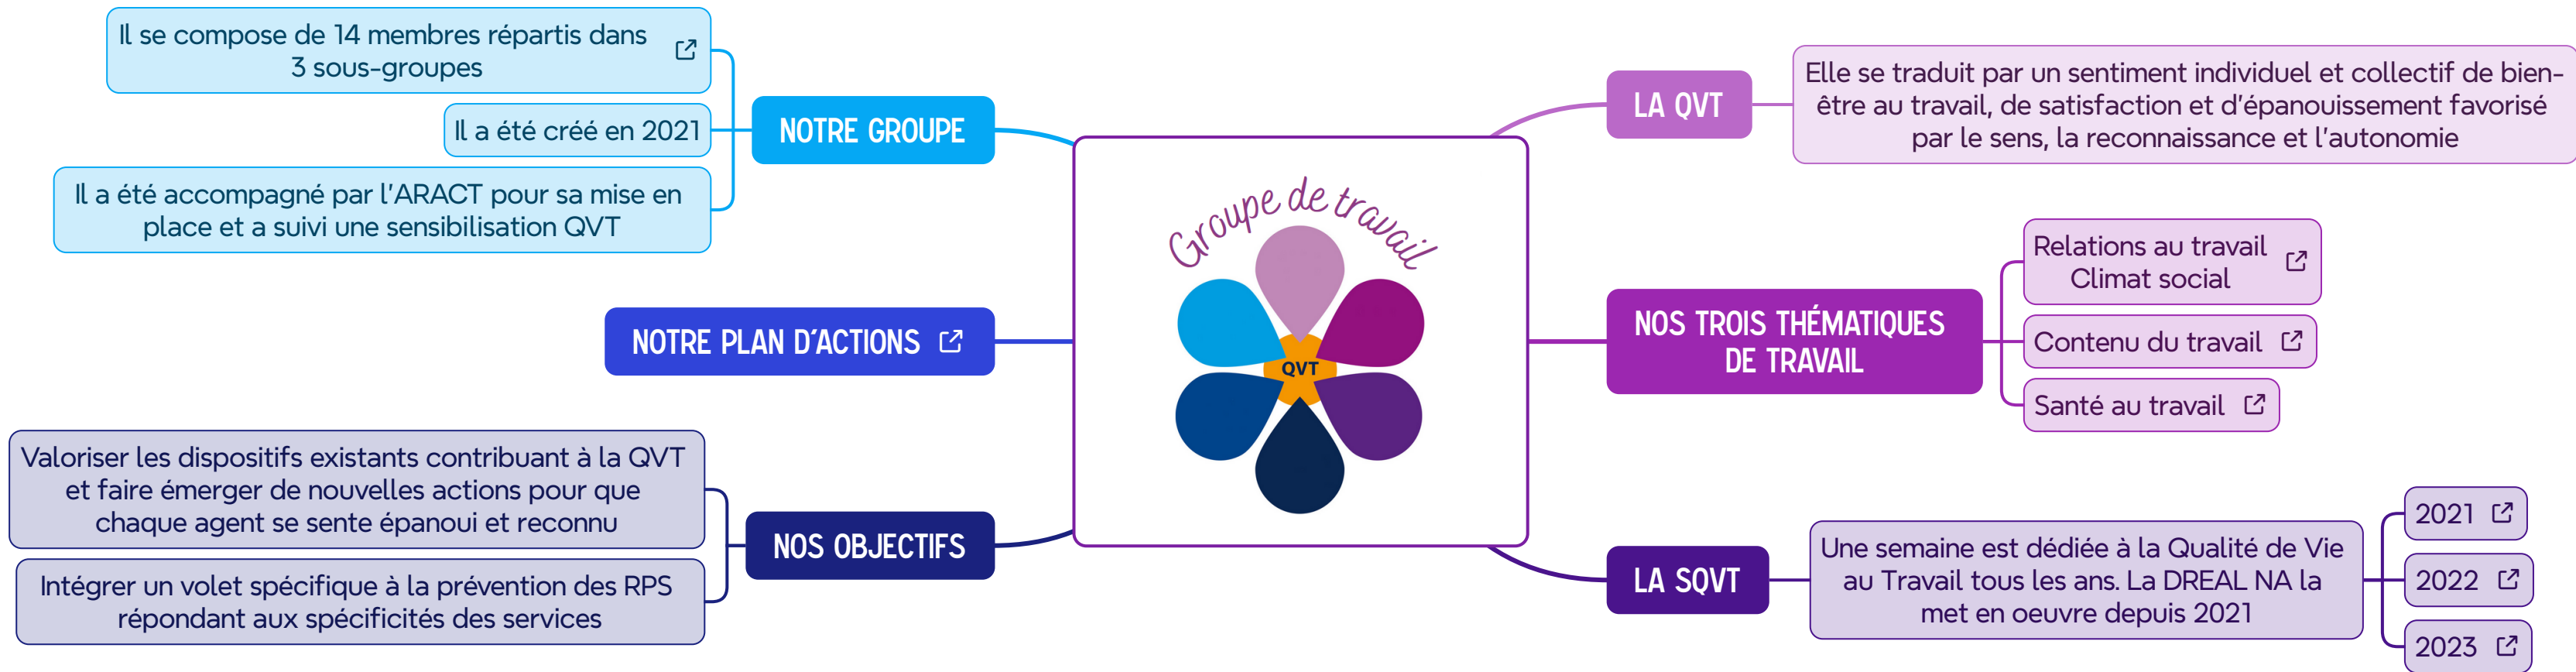 Il se compose de 14 membres répartis dans
3 sous-groupes
Il a été créé en 2021
Il a été accompagné par l'ARACT pour sa mise en
place et a suivi une sensibilisation QVT
NOTRE GROUPE
NOTRE PLAN D'ACTIONS
Valoriser les dispositifs existants contribuant à la QVT
et faire émerger de nouvelles actions pour que
chaque agent se sente épanoui et reconnu
Intégrer un volet spécifique à la prévention des RPS
répondant aux spécificités des services
NOS OBJECTIFS
Groupe de travail
QVT
LA QVT
Elle se traduit par un sentiment individuel et collectif de bien-
être au travail, de satisfaction et d'épanouissement favorisé
par le sens, la reconnaissance et l'autonomie
NOS TROIS THÉMATIQUES
DE TRAVAIL
Relations au travail
Climat social
Contenu du travail
Santé au travail
LA SQVT
Une semaine est dédiée à la Qualité de Vie
au Travail tous les ans. La DREAL NA la
met en oeuvre depuis 2021
2021
2022
2023